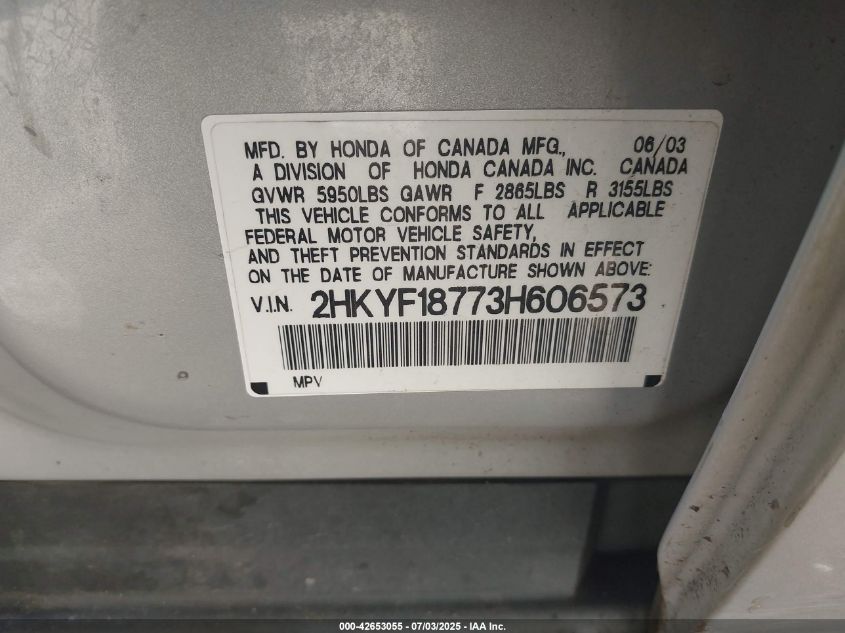 MFD. BY HONDA OF CANADA MFG., 06/03
A DIVISION OF HONDA CANADA INC. CANADA
GVWR 5950LBS GAWR F 2865LBS R 3155LBS
THIS VEHICLE CONFORMS TO ALL APPLICABLE
FEDERAL MOTOR VEHICLE SAFETY,
AND THEFT PREVENTION STANDARDS IN EFFECT
ON THE DATE OF MANUFACTURE SHOWN ABOVE:
V.I.N. 2HKYF18773H606573
MPV
000-42653055 - 07/03/2025 - IAA Inc.